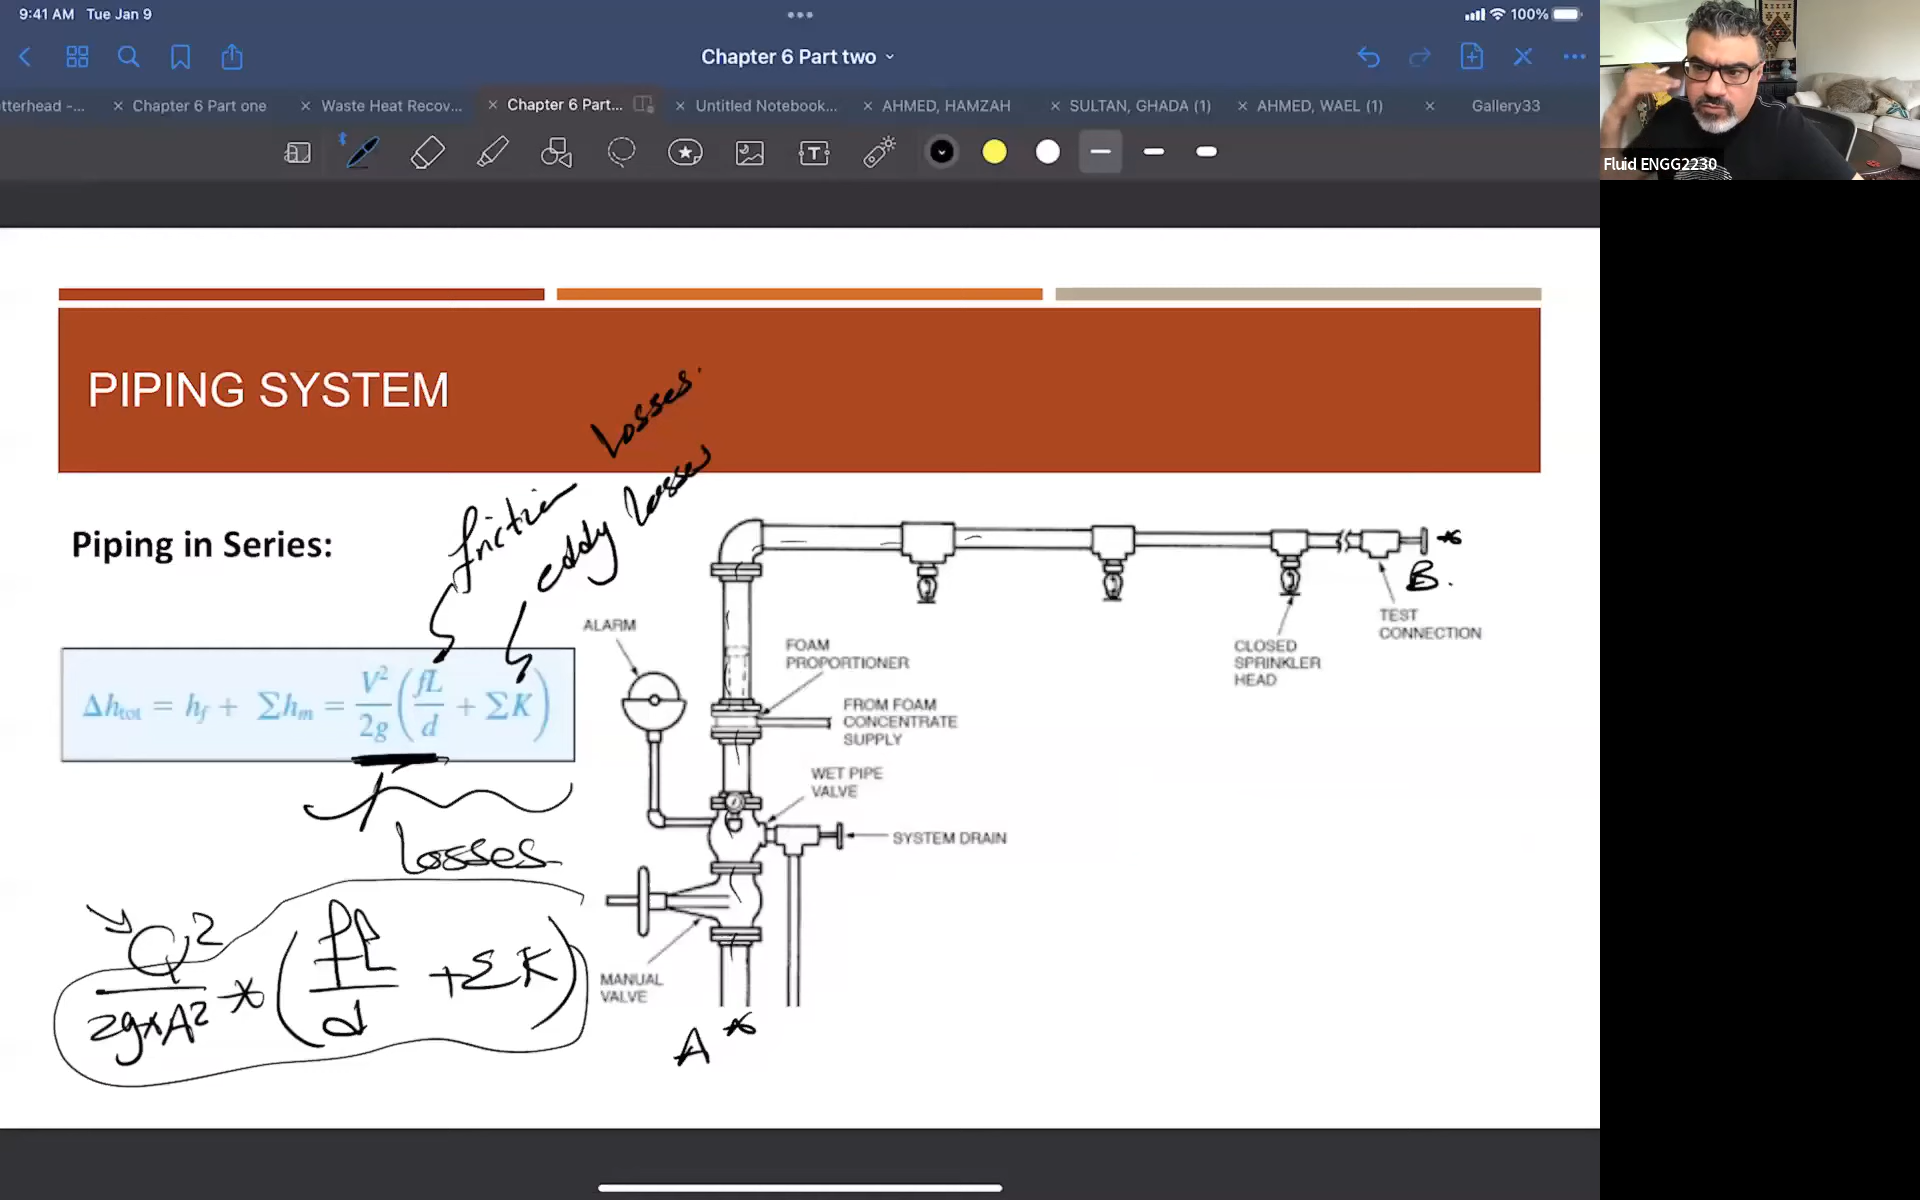 9:41 AM Tue Jan 9
100%
Chapter 6 Part two
etterhead -...
Chapter 6 Part one
Waste Heat Recov...
Chapter 6 Part...
Untitled Notebook...
AHMED, HAMZAH
SULTAN, GHADA (1)
AHMED, WAEL (1)
Gallery33
Fluid ENGG2230
PIPING SYSTEM
Losses.
friction
eddy losses
Piping in Series:
Δh_tot = h_f + Σh_m = V²/2g (fL/d + ΣK)
losses
Q²/2g×A² * (fL/d + ΣK)
ALARM
FOAM
PROPORTIONER
FROM FOAM
CONCENTRATE
SUPPLY
WET PIPE
VALVE
SYSTEM DRAIN
MANUAL
VALVE
A *
* B.
TEST
CONNECTION
CLOSED
SPRINKLER
HEAD